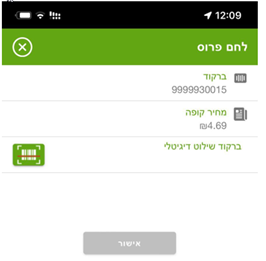 12:09
לחם פרוס
ברקוד
9999930015
מחיר קופה
₪4.69
ברקוד שילוט דיגיטלי
אישור